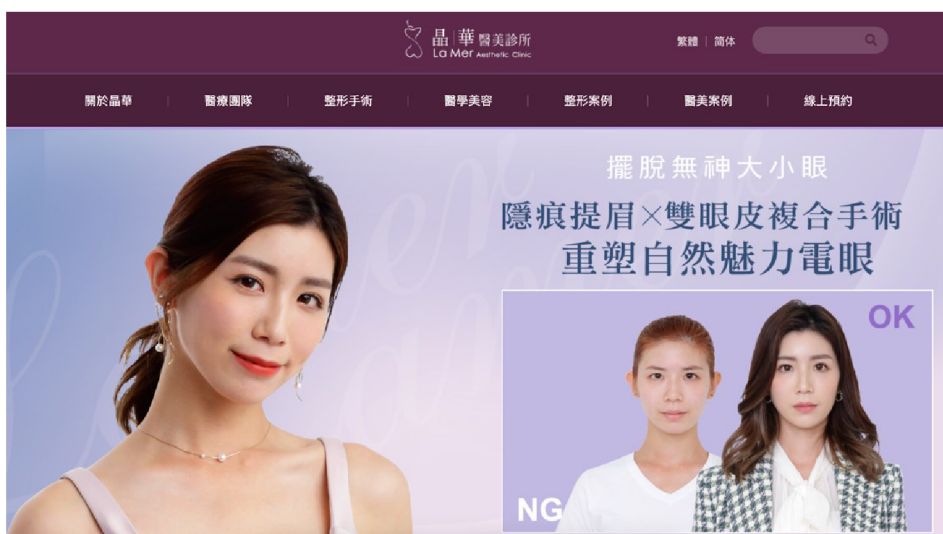 晶華醫美診所
La Mer Aesthetic Clinic
繁體 | 简体
關於晶華 | 醫療團隊 | 整形手術 | 醫學美容 | 整形案例 | 醫美案例 | 線上預約
擺脫無神大小眼
隱痕提眉×雙眼皮複合手術
重塑自然魅力電眼
OK
NG